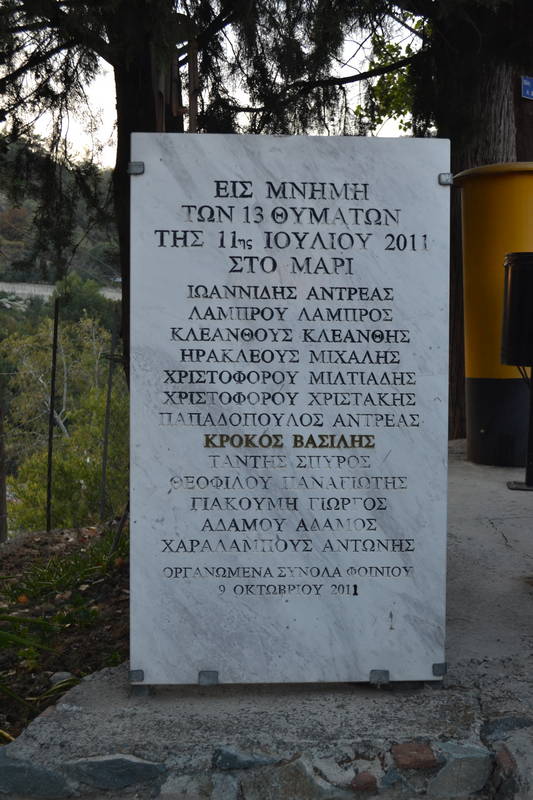 ΕΙΣ ΜΝΗΜΗ
ΤΩΝ 13 ΘΥΜΑΤΩΝ
ΤΗΣ 11ης ΙΟΥΛΙΟΥ 2011
ΣΤΟ ΜΑΡΙ
ΙΩΑΝΝΙΔΗΣ ΑΝΤΡΕΑΣ
ΛΑΜΠΡΟΥ ΛΑΜΠΡΟΣ
ΚΛΕΑΝΘΟΥΣ ΚΛΕΑΝΘΗΣ
ΗΡΑΚΛΕΟΥΣ ΜΙΧΑΛΗΣ
ΧΡΙΣΤΟΦΟΡΟΥ ΜΙΛΤΙΑΔΗΣ
ΧΡΙΣΤΟΦΟΡΟΥ ΧΡΙΣΤΑΚΗΣ
ΠΑΠΑΔΟΠΟΥΛΟΣ ΑΝΤΡΕΑΣ
ΚΡΟΚΟΣ ΒΑΣΙΛΗΣ
ΤΑΝΤΗΣ ΣΠΥΡΟΣ
ΘΕΟΦΙΛΟΥ ΠΑΝΑΓΙΩΤΗΣ
ΓΙΑΚΟΥΜΗ ΓΙΩΡΓΟΣ
ΑΔΑΜΟΥ ΑΔΑΜΟΣ
ΧΑΡΑΛΑΜΠΟΥΣ ΑΝΤΩΝΗΣ
ΟΡΓΑΝΩΜΕΝΑ ΣΥΝΟΛΑ ΦΟΙΝΙΟΥ
9 ΟΚΤΩΒΡΙΟΥ 2011